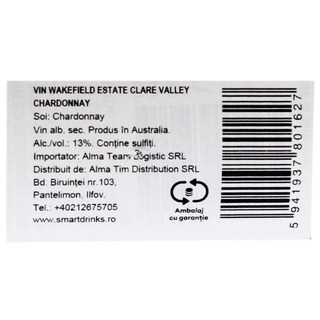 VIN WAKEFIELD ESTATE CLARE VALLEY
CHARDONNAY
Soi: Chardonnay
Vin alb, sec. Produs în Australia.
Alc./vol.: 13%. Conține sulfiți.
Importator: Alma Team Logistic SRL
Distribuit de: Alma Tim Distribution SRL
Bd. Biruinței nr.103,
Pantelimon, Ilfov.
Tel.: +40212675705
www.smartdrinks.ro
Ambalaj
cu garanție
5 941937 801627